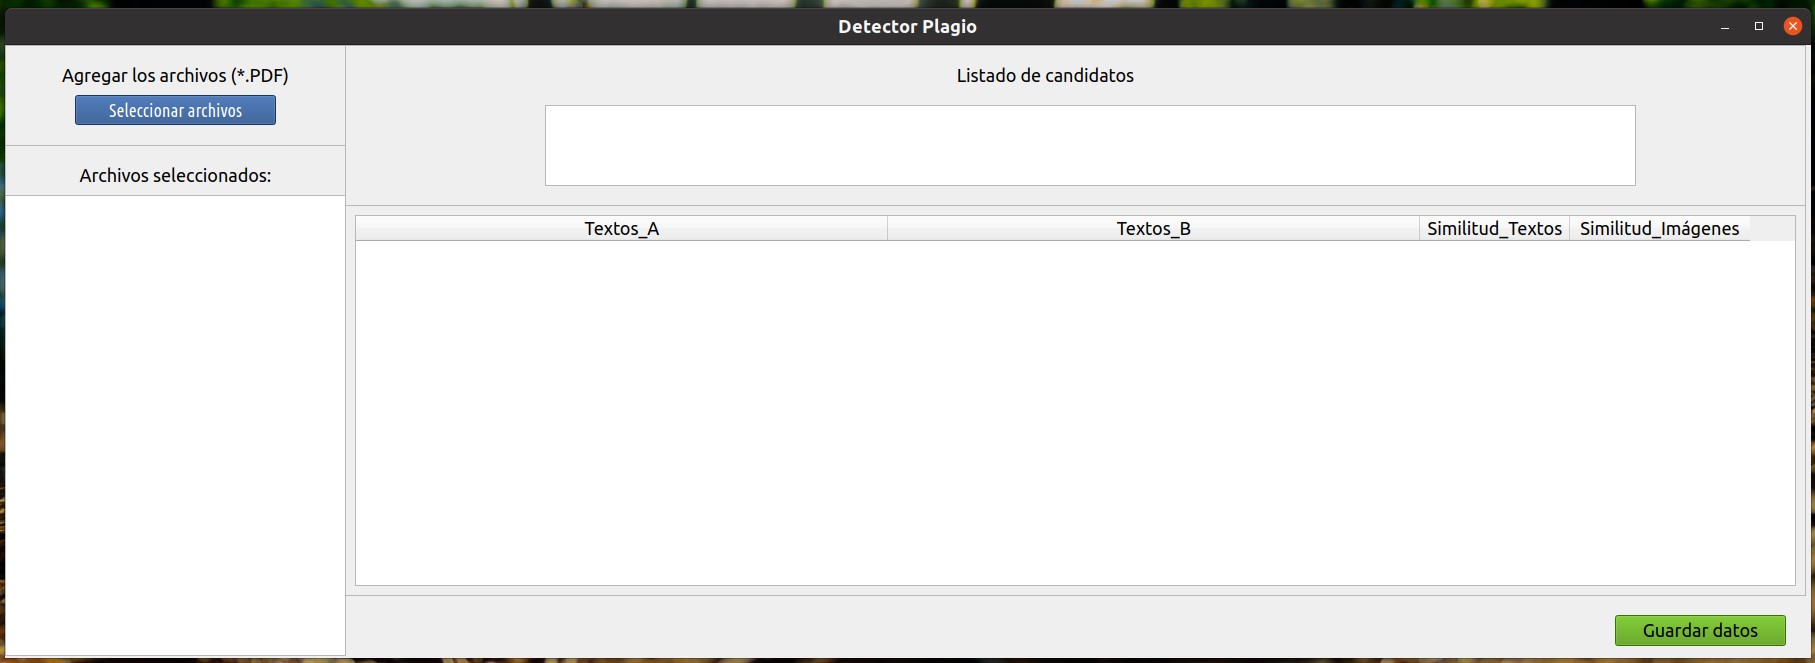 Detector Plagio
Agregar los archivos (*.PDF)
Seleccionar archivos
Archivos seleccionados:
Listado de candidatos
Textos_A Textos_B Similitud_Textos Similitud_Imágenes
Guardar datos